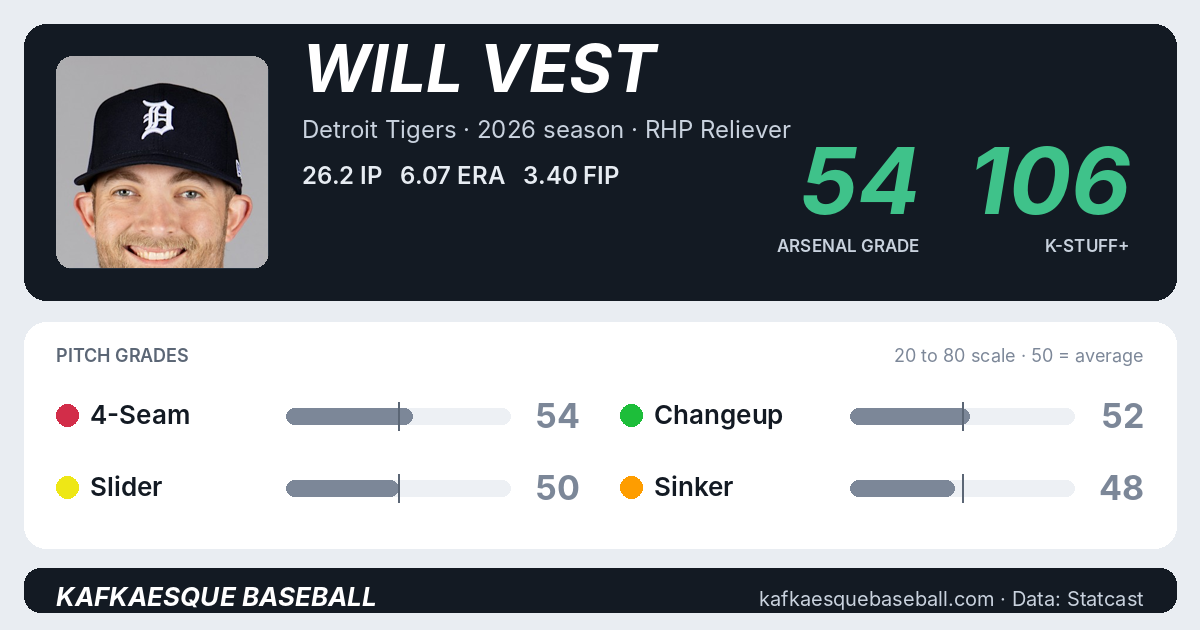 WILL VEST
Detroit Tigers · 2026 season · RHP Reliever
26.2 IP 6.07 ERA 3.40 FIP
54 106
ARSENAL GRADE K-STUFF+
D
PITCH GRADES 20 to 80 scale · 50 = average
4-Seam 54 Changeup 52
Slider 50 Sinker 48
KAFKAESQUE BASEBALL kafkaesquebaseball.com · Data: Statcast